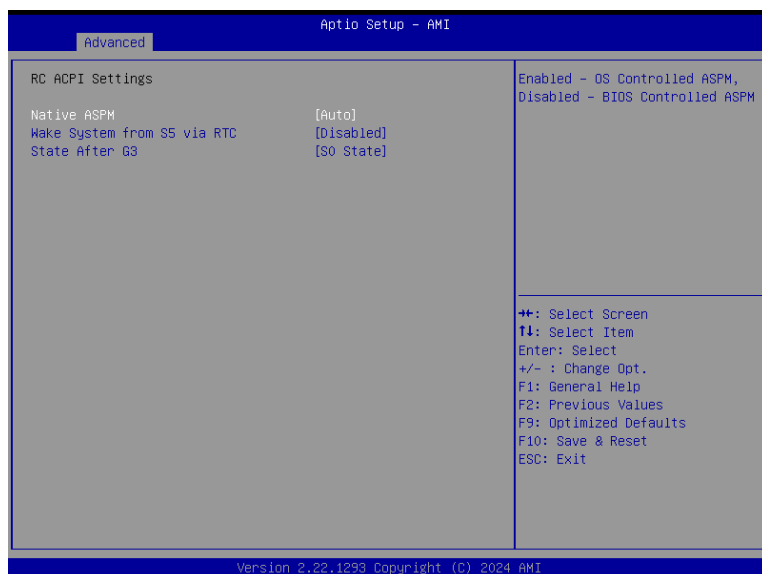 Aptio Setup – AMI
Advanced
RC ACPI Settings
Native ASPM [Auto]
Wake System from S5 via RTC [Disabled]
State After G3 [S0 State]
Enabled – OS Controlled ASPM,
Disabled – BIOS Controlled ASPM
→←: Select Screen
↑↓: Select Item
Enter: Select
+/- : Change Opt.
F1: General Help
F2: Previous Values
F9: Optimized Defaults
F10: Save & Reset
ESC: Exit
Version 2.22.1293 Copyright (C) 2024 AMI